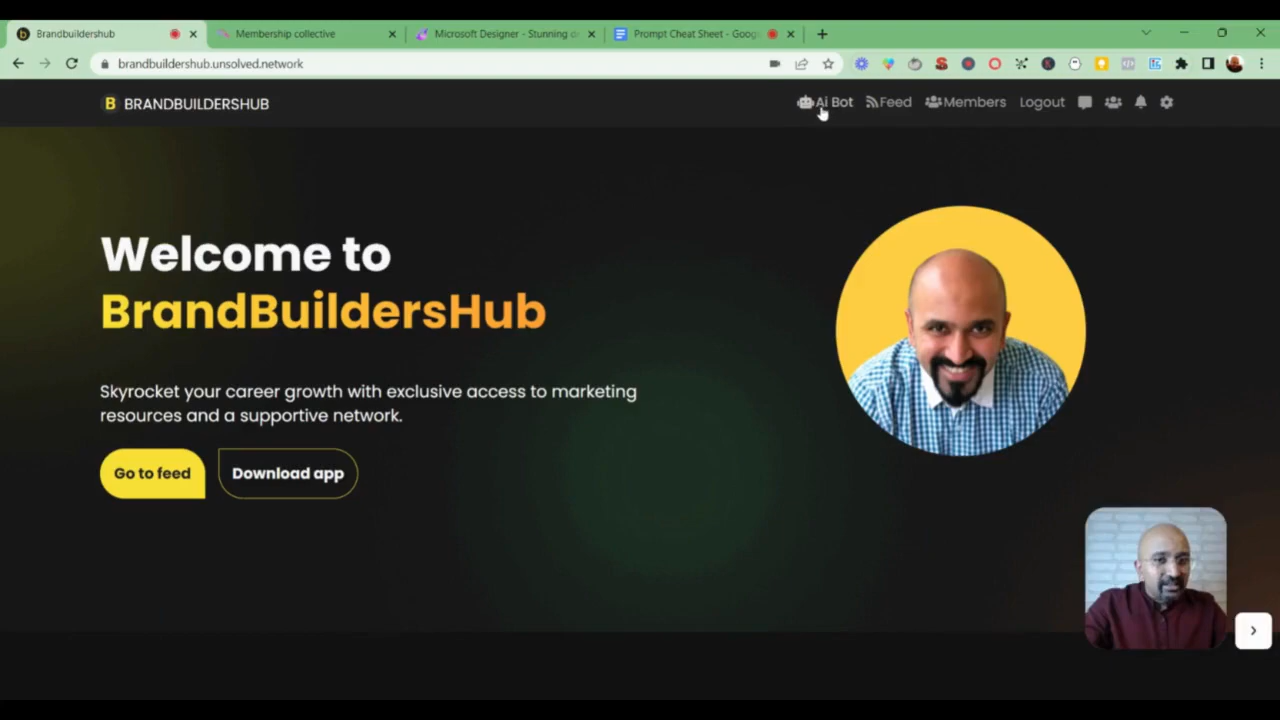 Brandbuildershub
Membership collective
Microsoft Designer - Stunning de
Prompt Cheat Sheet - Goog
brandbuildershub.unsolved.network
B BRANDBUILDERSHUB
Ai Bot
Feed
Members
Logout
Welcome to
BrandBuildersHub
Skyrocket your career growth with exclusive access to marketing
resources and a supportive network.
Go to feed
Download app